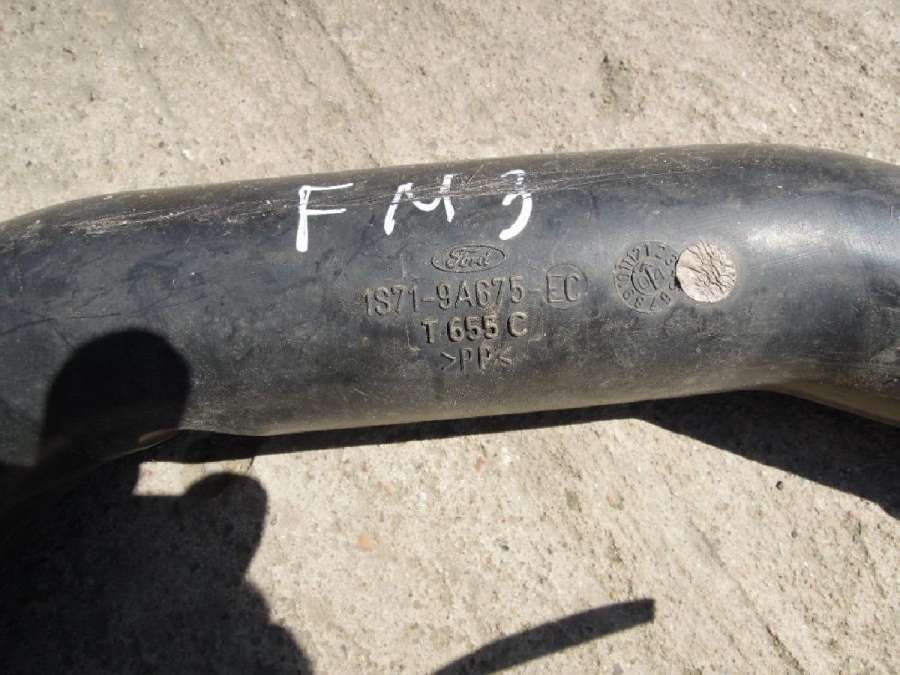 FM3
Ford
1S71-9A675-EC
T 655 C
>PP<